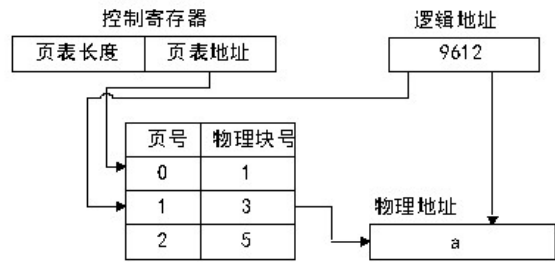 控制寄存器 逻辑地址
页表长度 页表地址 9612
页号 物理块号
0 1
1 3 物理地址
2 5 a